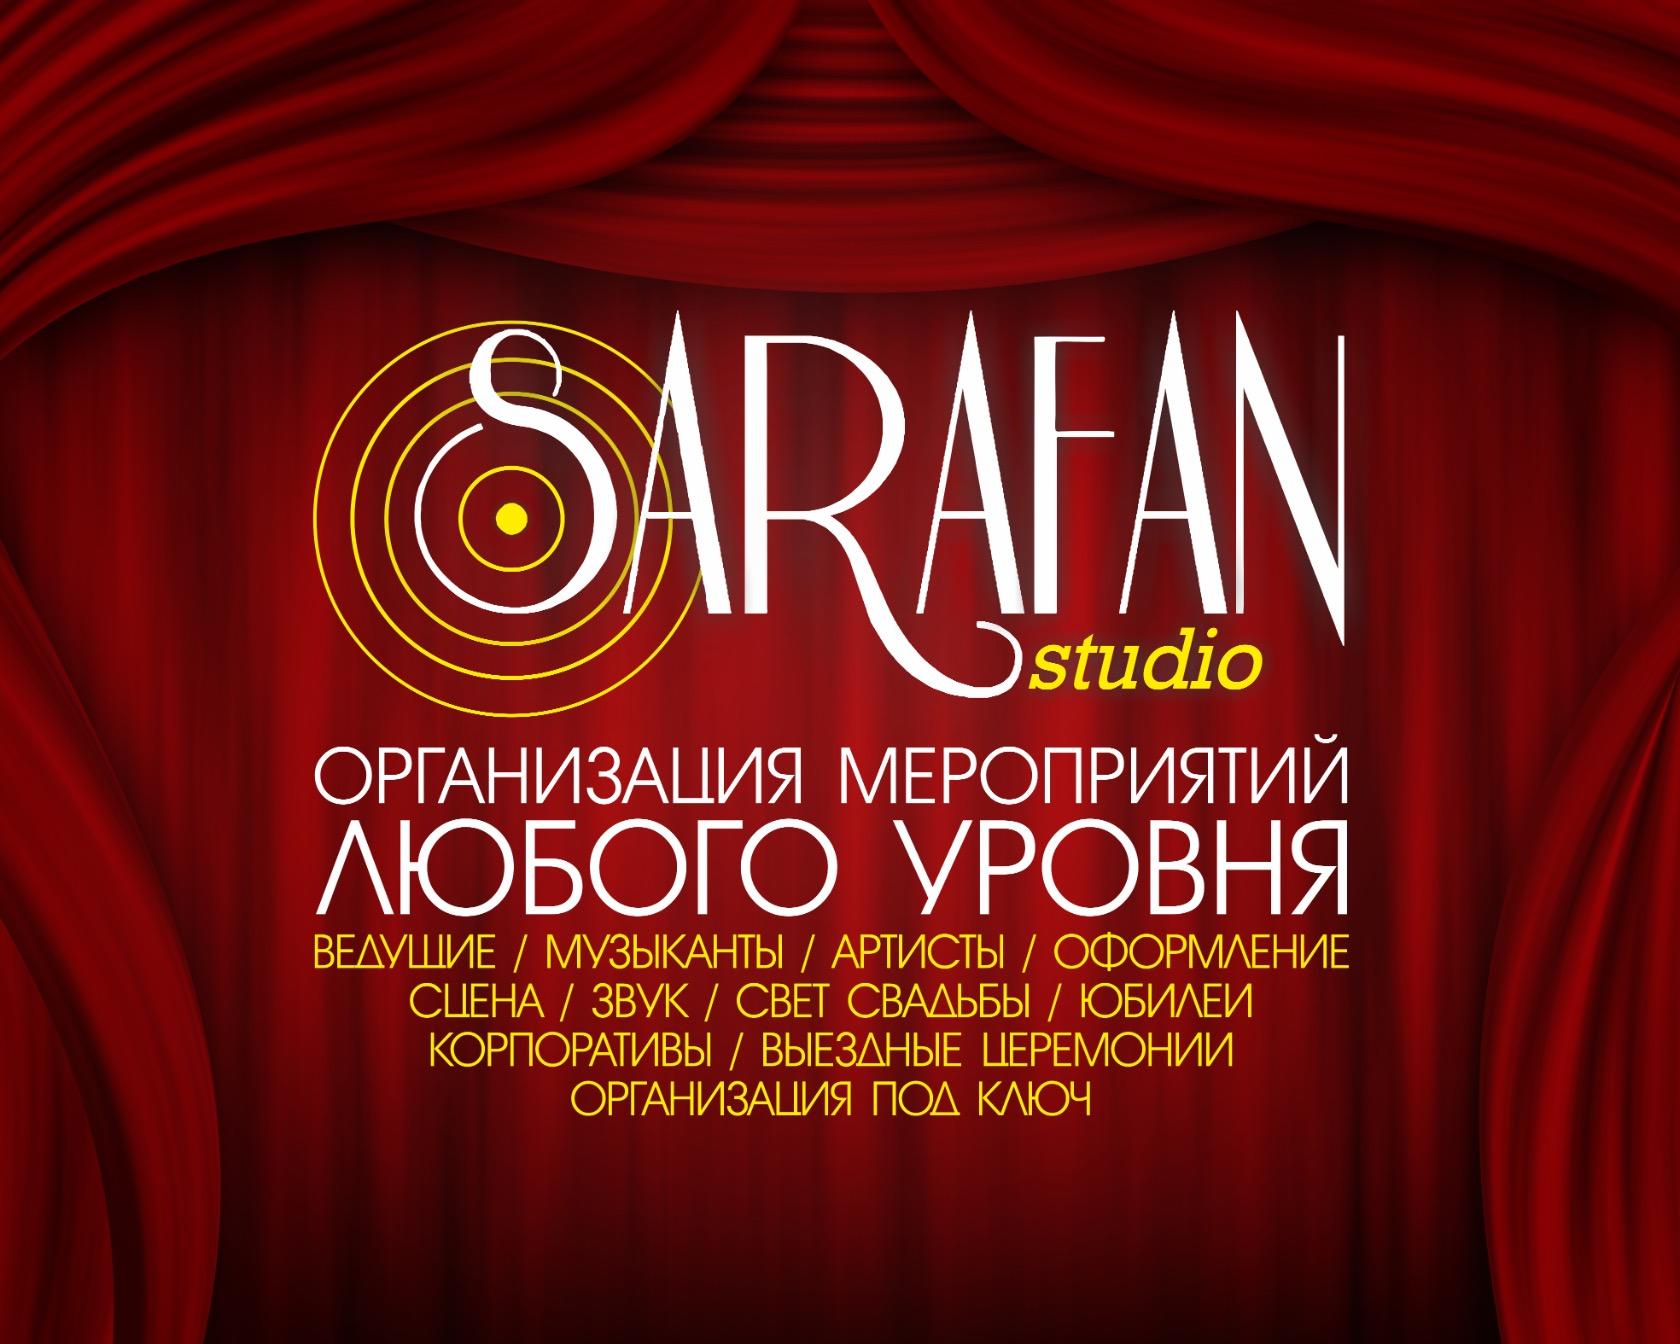 SARAFAN
studio
ОРГАНИЗАЦИЯ МЕРОПРИЯТИЙ
ЛЮБОГО УРОВНЯ
ВЕДУЩИЕ / МУЗЫКАНТЫ / АРТИСТЫ / ОФОРМЛЕНИЕ
СЦЕНА / ЗВУК / СВЕТ СВАДЬБЫ / ЮБИЛЕИ
КОРПОРАТИВЫ / ВЫЕЗДНЫЕ ЦЕРЕМОНИИ
ОРГАНИЗАЦИЯ ПОД КЛЮЧ